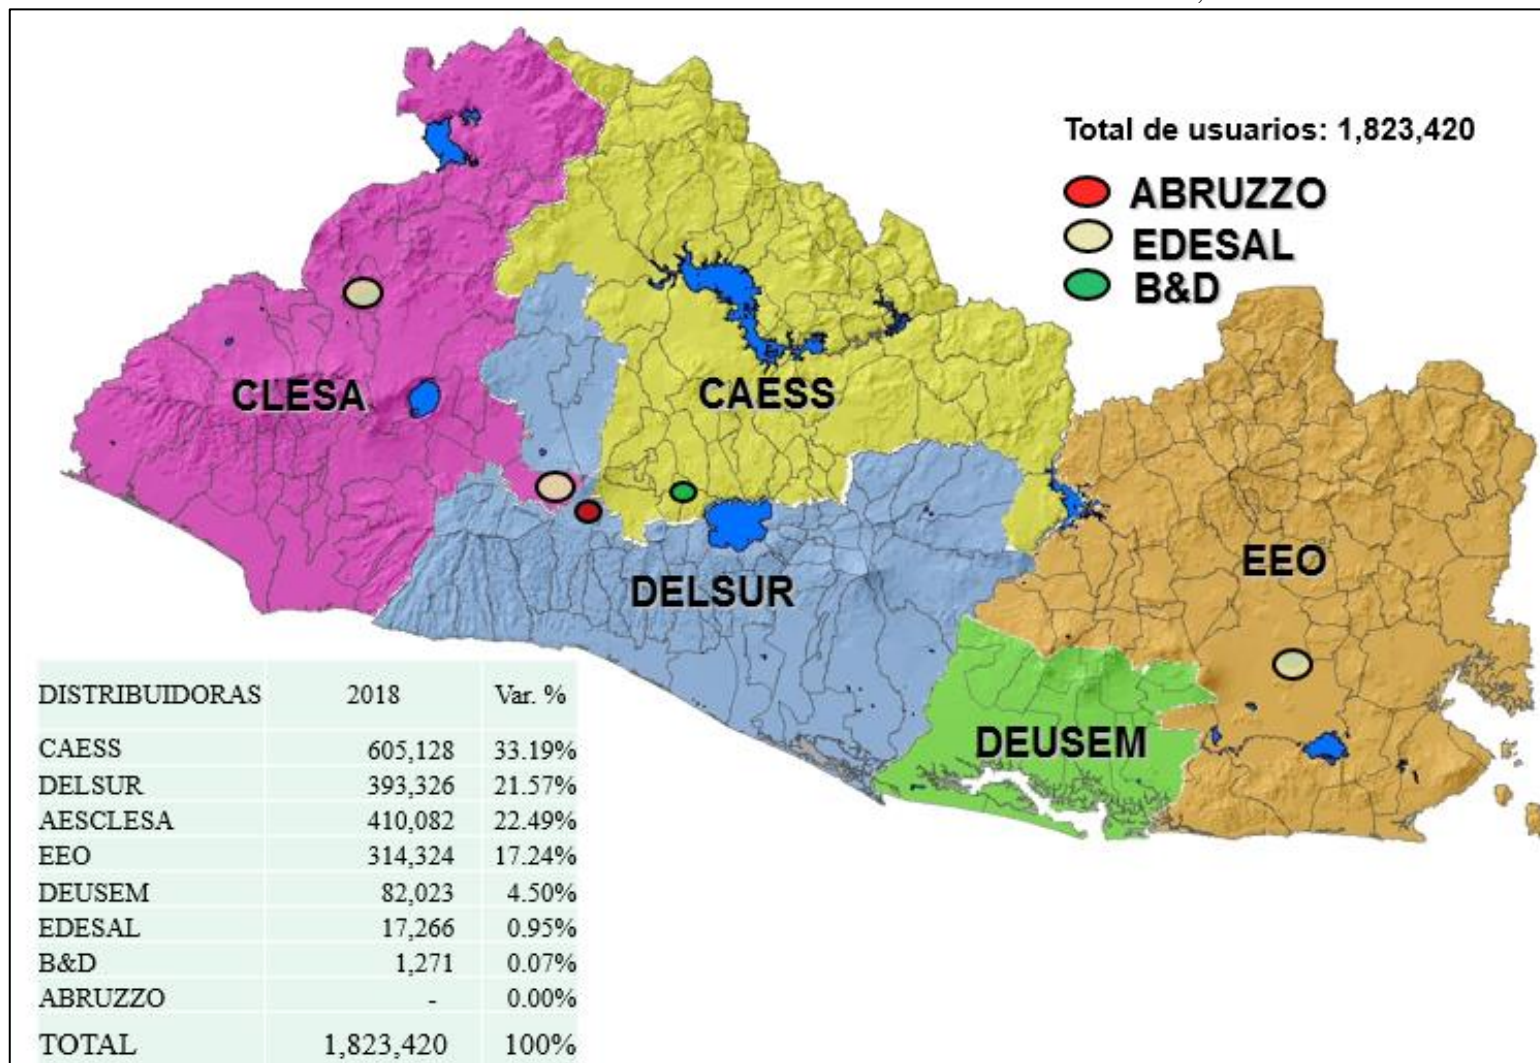 Total de usuarios: 1,823,420
ABRUZZO
EDESAL
B&D
CLESA
CAESS
EEO
DELSUR
DEUSEM
DISTRIBUIDORAS 2018 Var. %
CAESS 605,128 33.19%
DELSUR 393,326 21.57%
AESCLESA 410,082 22.49%
EEO 314,324 17.24%
DEUSEM 82,023 4.50%
EDESAL 17,266 0.95%
B&D 1,271 0.07%
ABRUZZO - 0.00%
TOTAL 1,823,420 100%